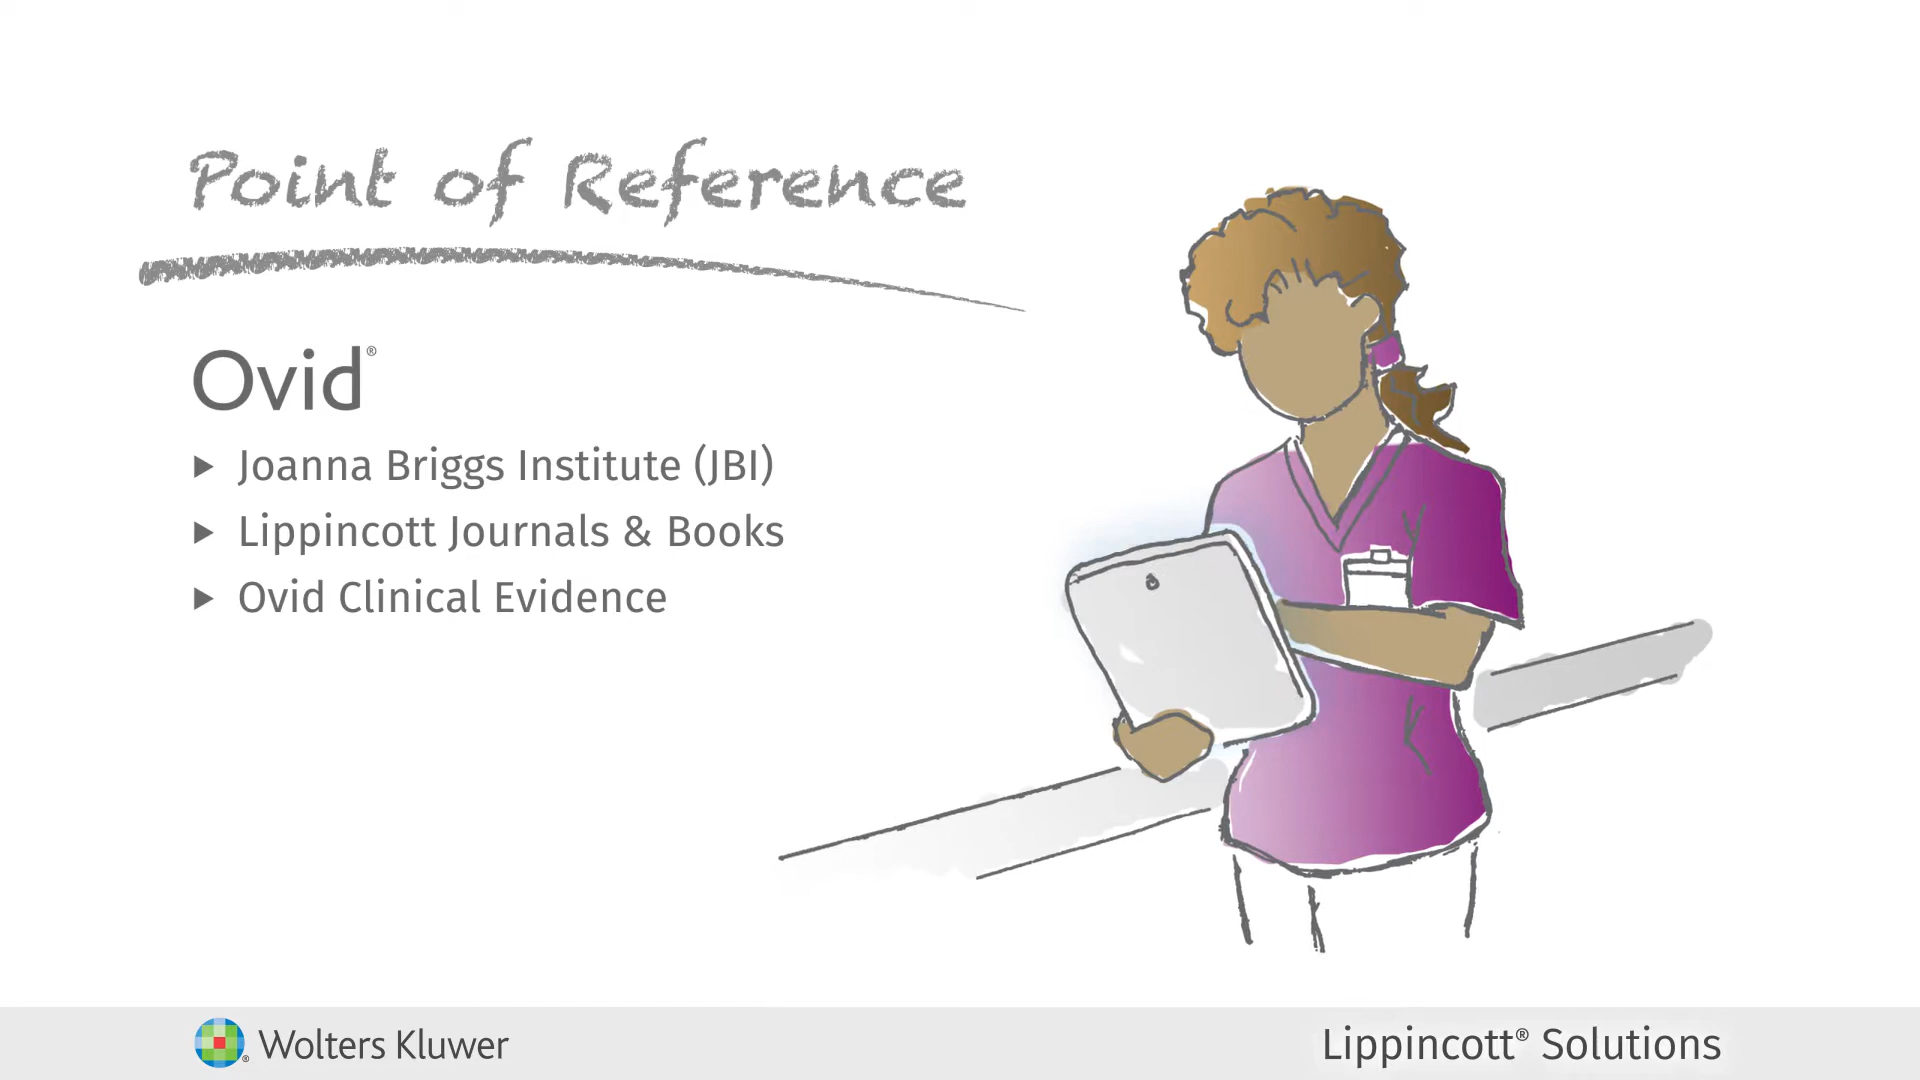 Point of Reference
Ovid®
▶ Joanna Briggs Institute (JBI)
▶ Lippincott Journals & Books
▶ Ovid Clinical Evidence
® Wolters Kluwer
Lippincott® Solutions